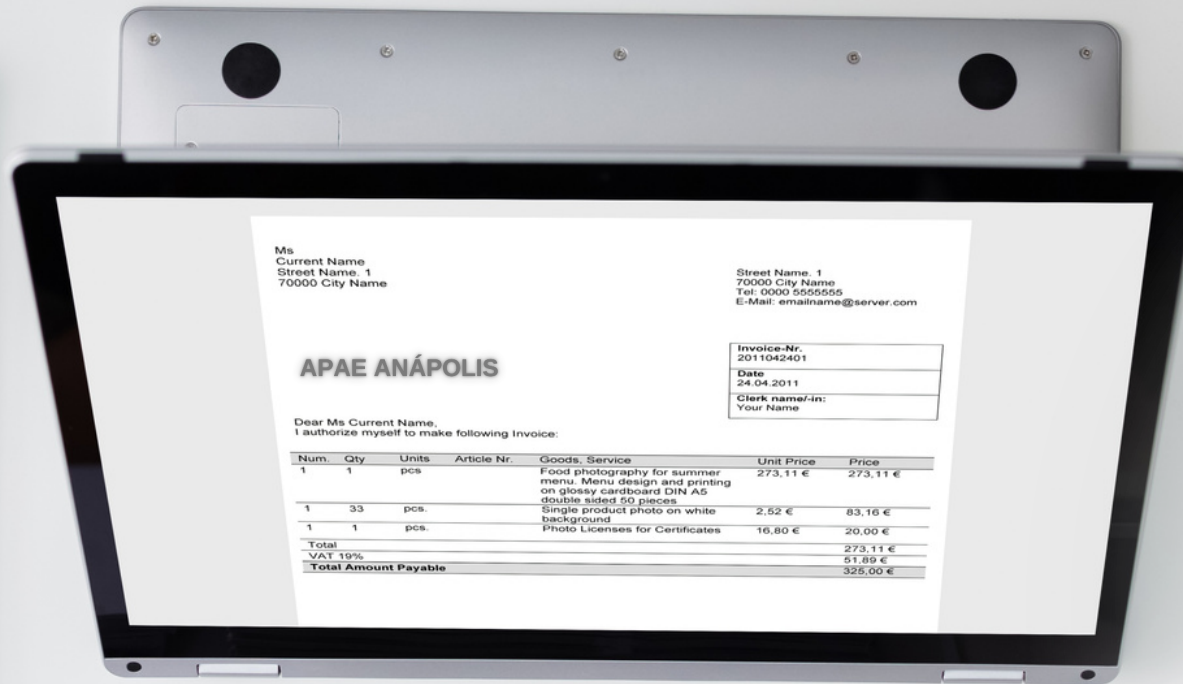 Ms
Current Name
Street Name. 1
70000 City Name
Street Name. 1
70000 City Name
Tel: 0000 5555555
E-Mail: emailname@server.com
APAE ANÁPOLIS
Invoice-Nr.
2011042401
Date
24.04.2011
Clerk name/-in:
Your Name
Dear Ms Current Name,
I authorize myself to make following Invoice:
Num. Qty Units Article Nr. Goods, Service Unit Price Price
1 1 pcs Food photography for summer 273,11 € 273,11 €
menu. Menu design and printing
on glossy cardboard DIN A5
double sided 50 pieces
1 33 pcs. Single product photo on white 2,52 € 83,16 €
background
1 1 pcs. Photo Licenses for Certificates 16,80 € 20,00 €
Total 273,11 €
VAT 19% 51,89 €
Total Amount Payable 325,00 €